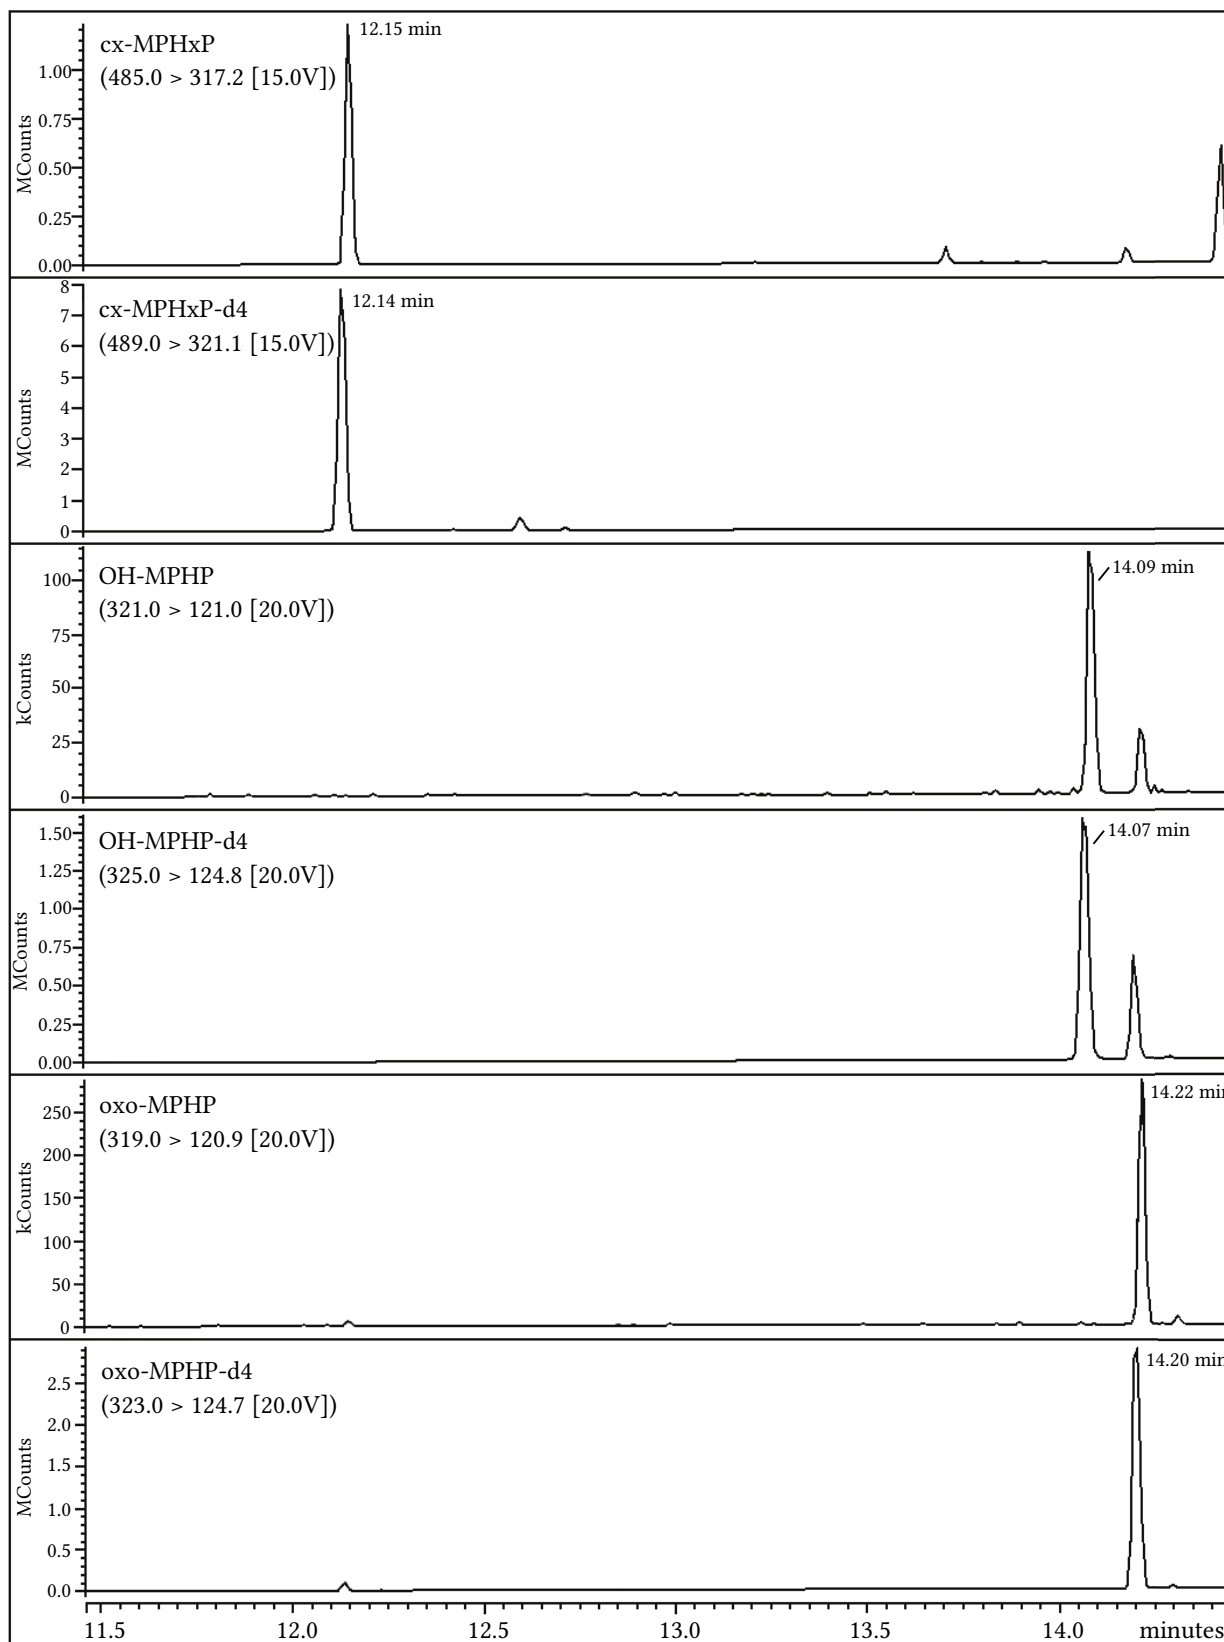 cx-MPHxP
(485.0 > 317.2 [15.0V])
12.15 min
MCounts
1.00
0.75
0.50
0.25
0.00
cx-MPHxP-d4
(489.0 > 321.1 [15.0V])
12.14 min
MCounts
8
7
6
5
4
3
2
1
0
OH-MPHP
(321.0 > 121.0 [20.0V])
14.09 min
kCounts
100
75
50
25
0
OH-MPHP-d4
(325.0 > 124.8 [20.0V])
14.07 min
MCounts
1.50
1.25
1.00
0.75
0.50
0.25
0.00
oxo-MPHP
(319.0 > 120.9 [20.0V])
14.22 min
kCounts
250
200
150
100
50
0
oxo-MPHP-d4
(323.0 > 124.7 [20.0V])
14.20 min
MCounts
2.5
2.0
1.5
1.0
0.5
0.0
11.5 12.0 12.5 13.0 13.5 14.0 minutes